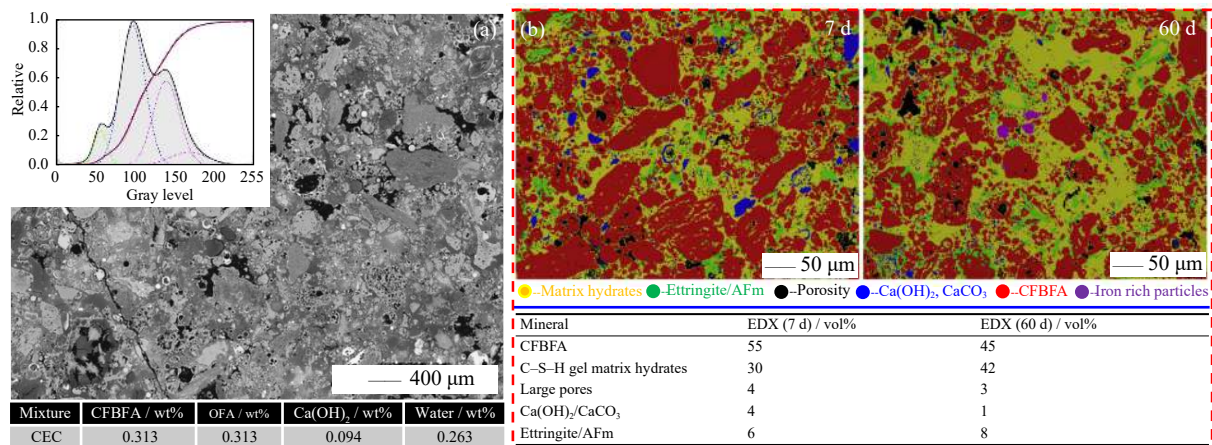 (a)
Relative
1.0
0.8
0.6
0.4
0.2
0.0
0 50 100 150 200 255
Gray level
400 μm
Mixture CFBFA / wt% OFA / wt% Ca(OH)₂ / wt% Water / wt%
CEC 0.313 0.313 0.094 0.263
(b)
7 d
60 d
50 μm
50 μm
--Matrix hydrates --Ettringite/AFm --Porosity --Ca(OH)₂, CaCO₃ --CFBFA --Iron rich particles
Mineral EDX (7 d) / vol% EDX (60 d) / vol%
CFBFA 55 45
C–S–H gel matrix hydrates 30 42
Large pores 4 3
Ca(OH)₂/CaCO₃ 4 1
Ettringite/AFm 6 8